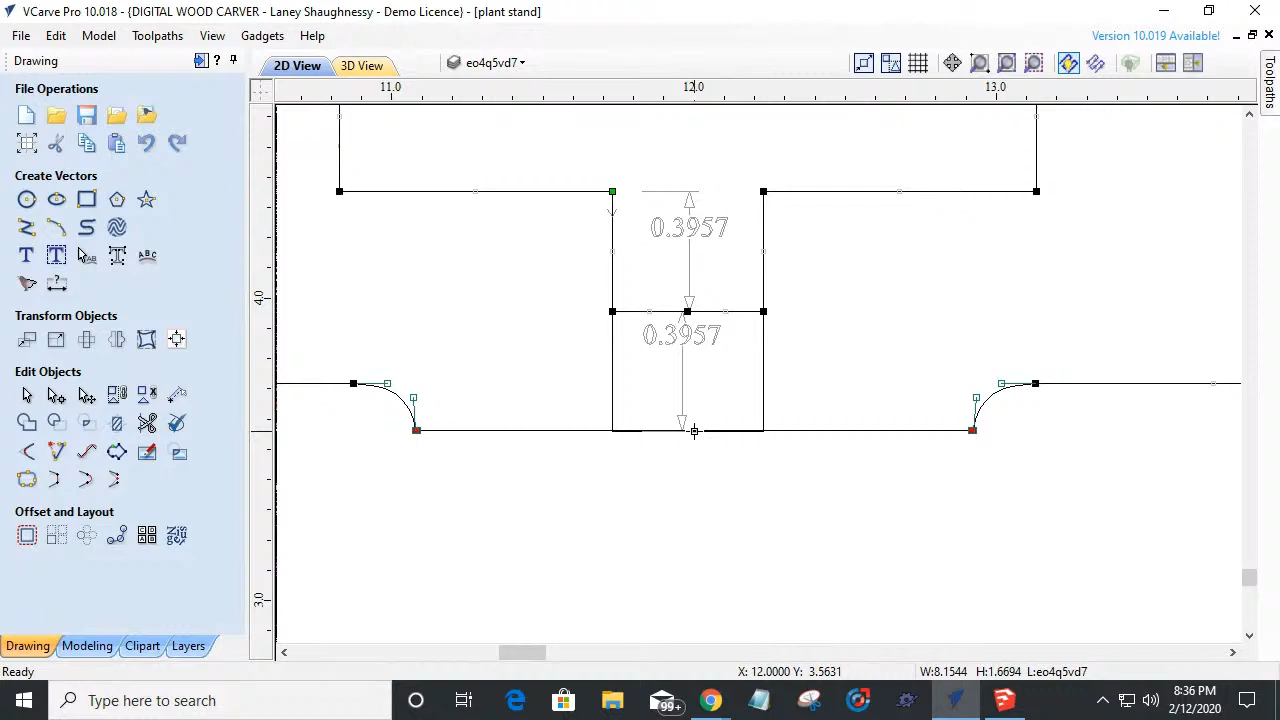 VCarve Pro 10.018 - {DIGITAL WOOD CARVER - Laney Shaughnessy - Demo Licence} - [plant stand]
File Edit Model Toolpaths View Gadgets Help
Version 10.019 Available!
Drawing
2D View 3D View eo4q5vd7
File Operations
11.0 12.0 13.0
Create Vectors
0.3957
4.0
0.3957
Transform Objects
Edit Objects
Offset and Layout
3.0
Drawing Modeling Clipart Layers
Toolpaths
Ready X: 12.0000 Y: 3.5631 W:8.1544 H:1.6694 L:eo4q5vd7
Type here to search
99+
8:36 PM
2/12/2020